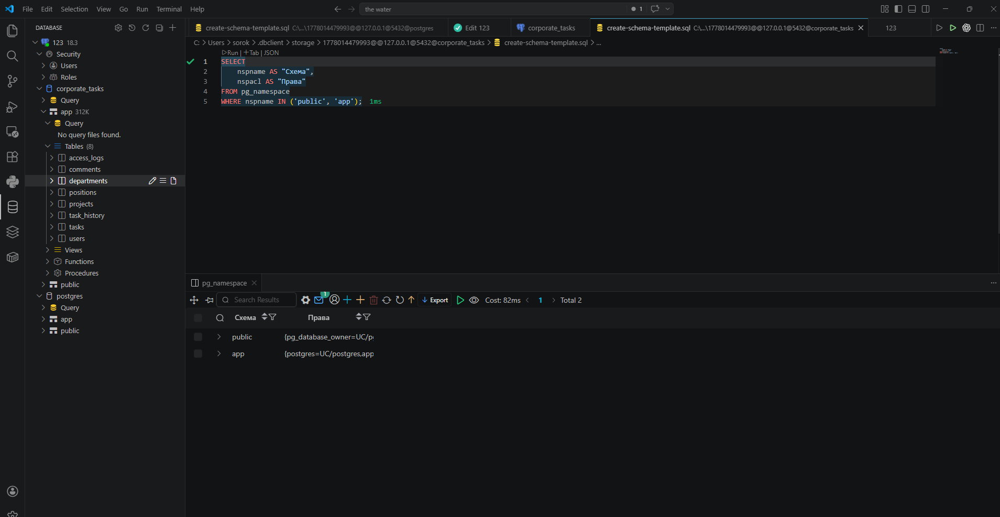 File Edit Selection View Go Run Terminal Help
the water
1
DATABASE
create-schema-template.sql C:\...\1778014479993@@127.0.0.1@5432@postgres
Edit 123
corporate_tasks
create-schema-template.sql C:\...\1778014479993@@127.0.0.1@5432@corporate_tasks
123
C: > Users > sorok > .dbclient > storage > 1778014479993@@127.0.0.1@5432@corporate_tasks > create-schema-template.sql > ...
123 18.3
Security
Users
Roles
corporate_tasks
Query
app 312K
Query
No query files found.
Tables (8)
access_logs
comments
departments
positions
projects
task_history
tasks
users
Views
Functions
Procedures
public
postgres
Query
app
public
Run | Tab | JSON
1 SELECT
2 nspname AS "Схема",
3 nspacl AS "Права"
4 FROM pg_namespace
5 WHERE nspname IN ('public', 'app'); 1ms
pg_namespace
Search Results
1
Export
Cost: 82ms
1
Total 2
Схема Права
public {pg_database_owner=UC/p
app {postgres=UC/postgres,app